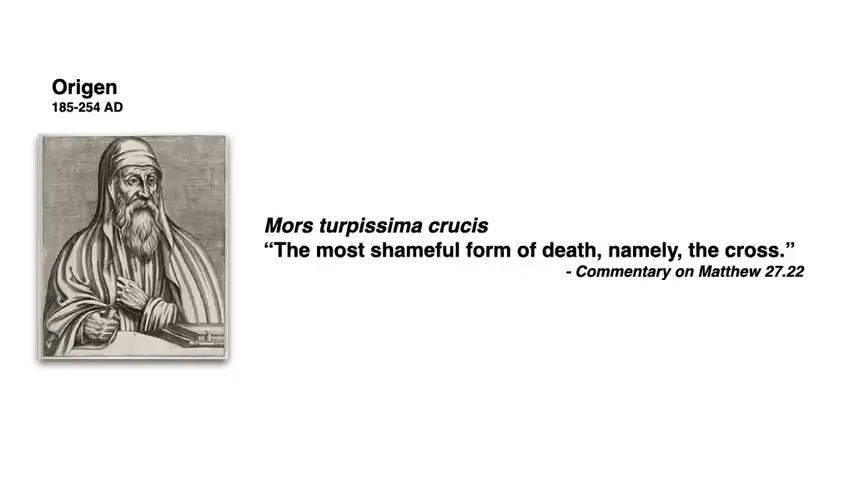 Origen
185-254 AD
Mors turpissima crucis
“The most shameful form of death, namely, the cross.”
- Commentary on Matthew 27.22